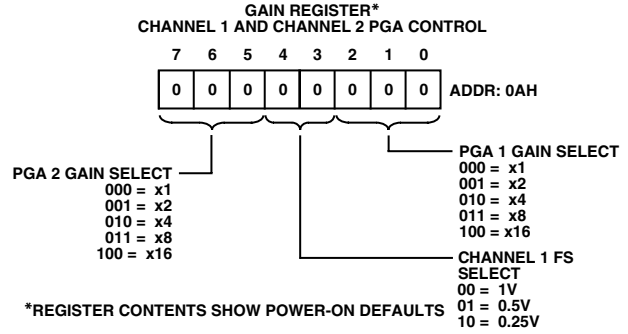 GAIN REGISTER*
CHANNEL 1 AND CHANNEL 2 PGA CONTROL
7 6 5 4 3 2 1 0
0 0 0 0 0 0 0 0 ADDR: 0AH
PGA 2 GAIN SELECT
000 = x1
001 = x2
010 = x4
011 = x8
100 = x16
PGA 1 GAIN SELECT
000 = x1
001 = x2
010 = x4
011 = x8
100 = x16
CHANNEL 1 FS
SELECT
00 = 1V
01 = 0.5V
10 = 0.25V
*REGISTER CONTENTS SHOW POWER-ON DEFAULTS